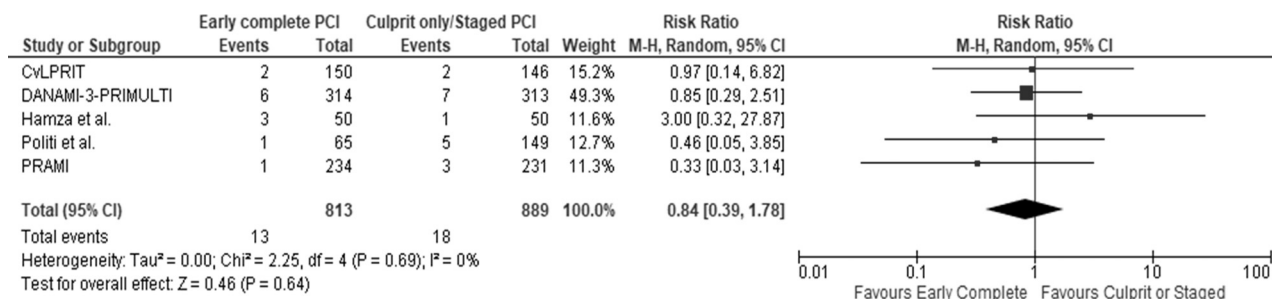 Early complete PCI Culprit only/Staged PCI Risk Ratio Risk Ratio
Study or Subgroup Events Total Events Total Weight M-H, Random, 95% CI M-H, Random, 95% CI
CvLPRIT 2 150 2 146 15.2% 0.97 [0.14, 6.82]
DANAMI-3-PRIMULTI 6 314 7 313 49.3% 0.85 [0.29, 2.51]
Hamza et al. 3 50 1 50 11.6% 3.00 [0.32, 27.87]
Politi et al. 1 65 5 149 12.7% 0.46 [0.05, 3.85]
PRAMI 1 234 3 231 11.3% 0.33 [0.03, 3.14]
Total (95% CI) 813 889 100.0% 0.84 [0.39, 1.78]
Total events 13 18
Heterogeneity: Tau² = 0.00; Chi² = 2.25, df = 4 (P = 0.69); I² = 0%
Test for overall effect: Z = 0.46 (P = 0.64)
0.01 0.1 1 10 100
Favours Early Complete Favours Culprit or Staged